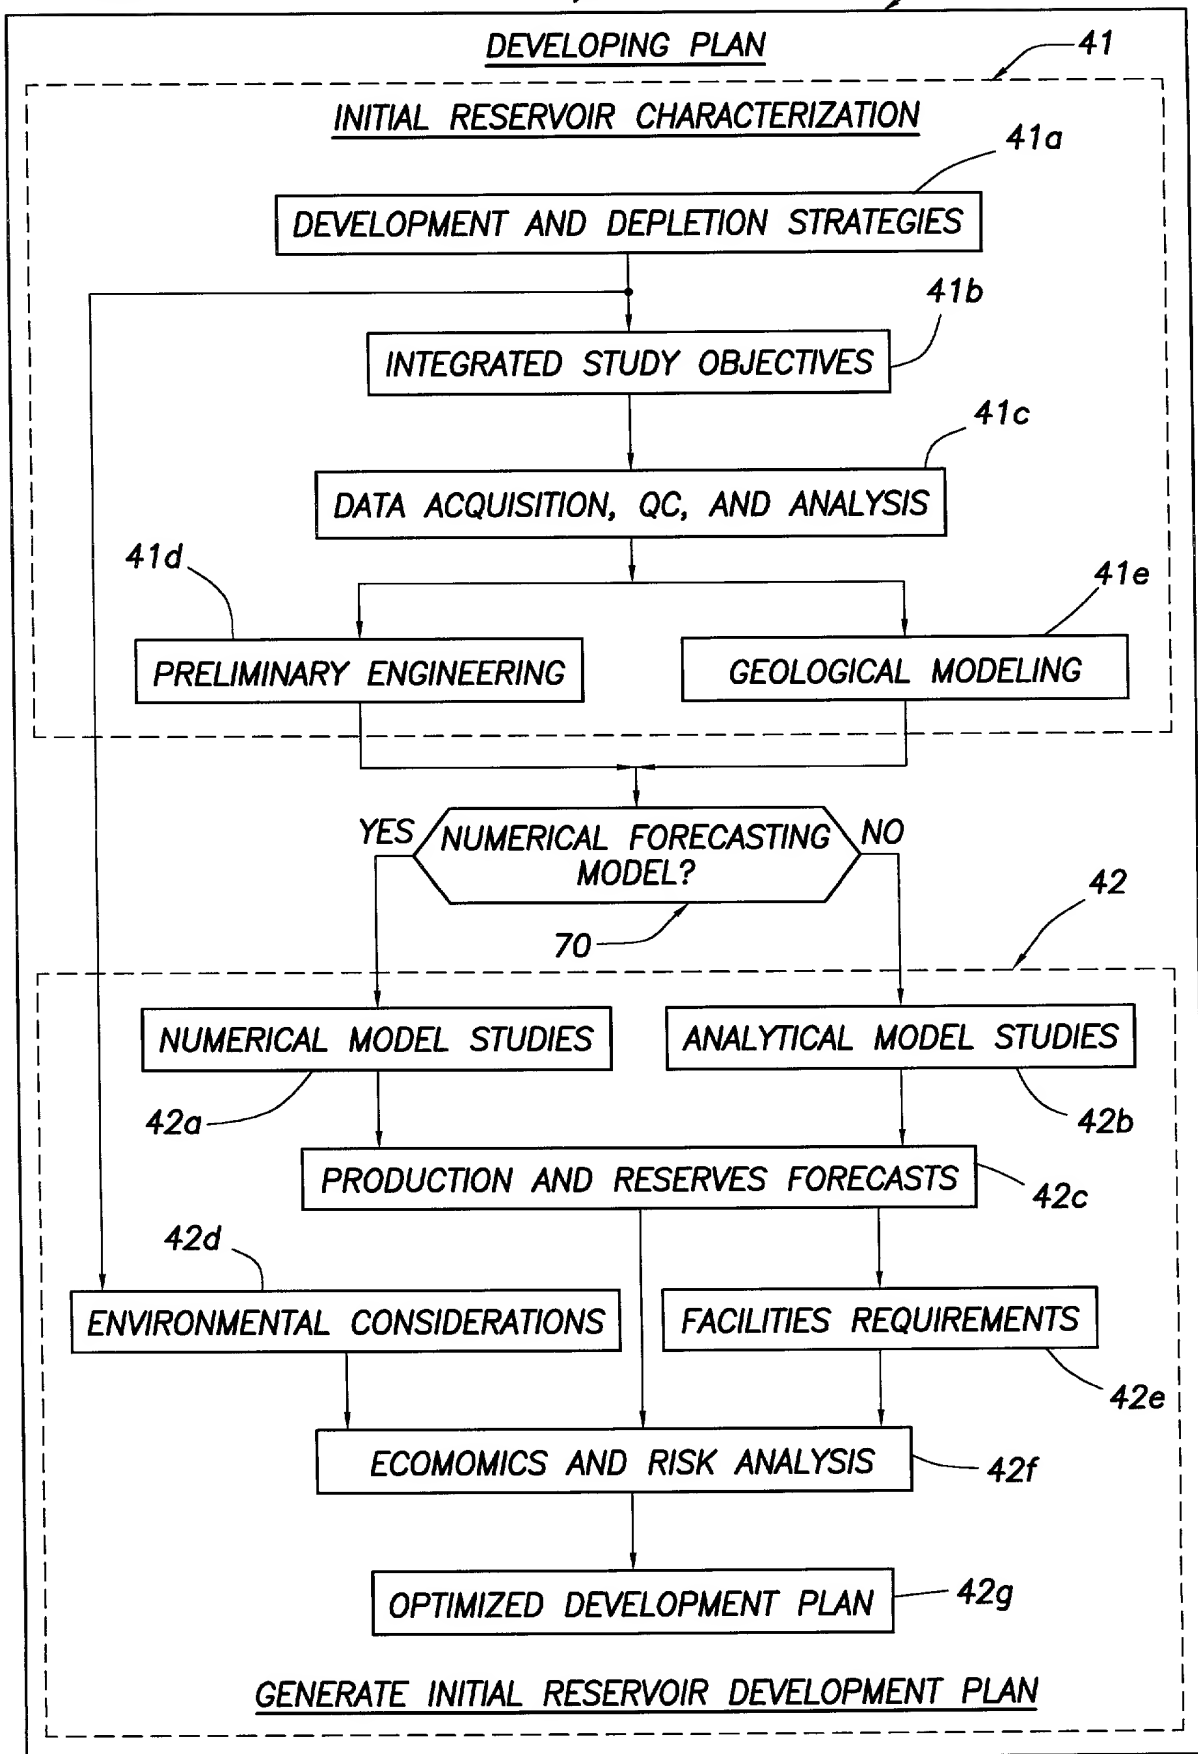 DEVELOPING PLAN
41
INITIAL RESERVOIR CHARACTERIZATION
41a
DEVELOPMENT AND DEPLETION STRATEGIES
41b
INTEGRATED STUDY OBJECTIVES
41c
DATA ACQUISITION, QC, AND ANALYSIS
41d
41e
PRELIMINARY ENGINEERING
GEOLOGICAL MODELING
YES
NUMERICAL FORECASTING
MODEL?
NO
70
42
NUMERICAL MODEL STUDIES
ANALYTICAL MODEL STUDIES
42a
42b
PRODUCTION AND RESERVES FORECASTS
42c
42d
ENVIRONMENTAL CONSIDERATIONS
FACILITIES REQUIREMENTS
42e
ECOMOMICS AND RISK ANALYSIS
42f
OPTIMIZED DEVELOPMENT PLAN
42g
GENERATE INITIAL RESERVOIR DEVELOPMENT PLAN